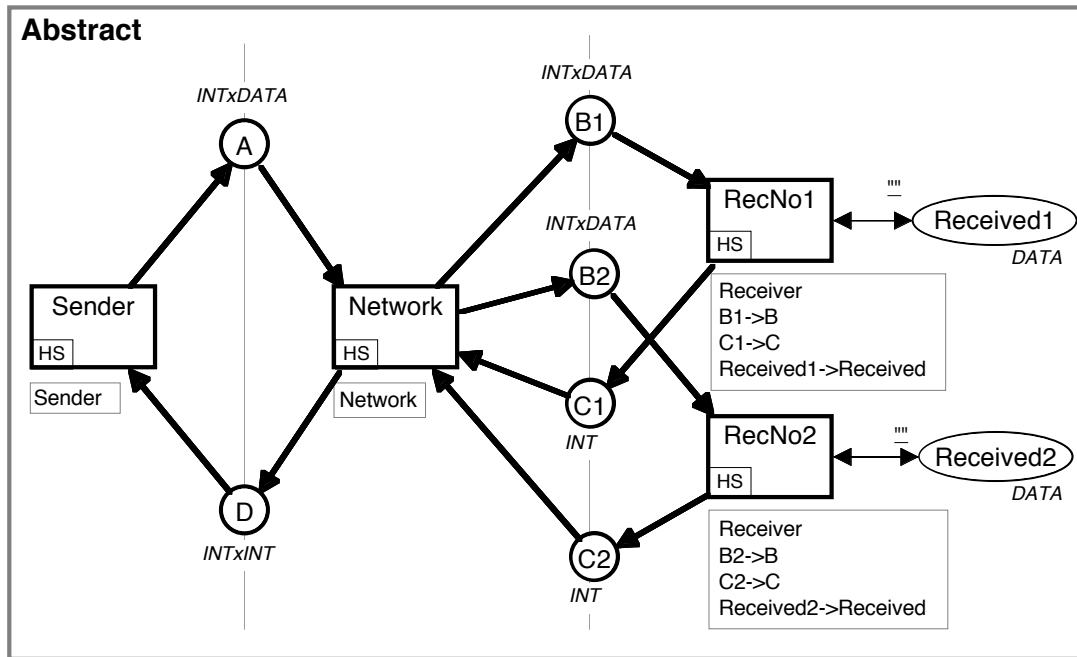 Abstract
INTxDATA
A
INTxDATA
B1
RecNo1
HS
""
Received1
DATA
INTxDATA
B2
Receiver
B1->B
C1->C
Received1->Received
Sender
HS
Sender
Network
HS
Network
C1
INT
RecNo2
HS
""
Received2
DATA
D
INTxINT
C2
INT
Receiver
B2->B
C2->C
Received2->Received